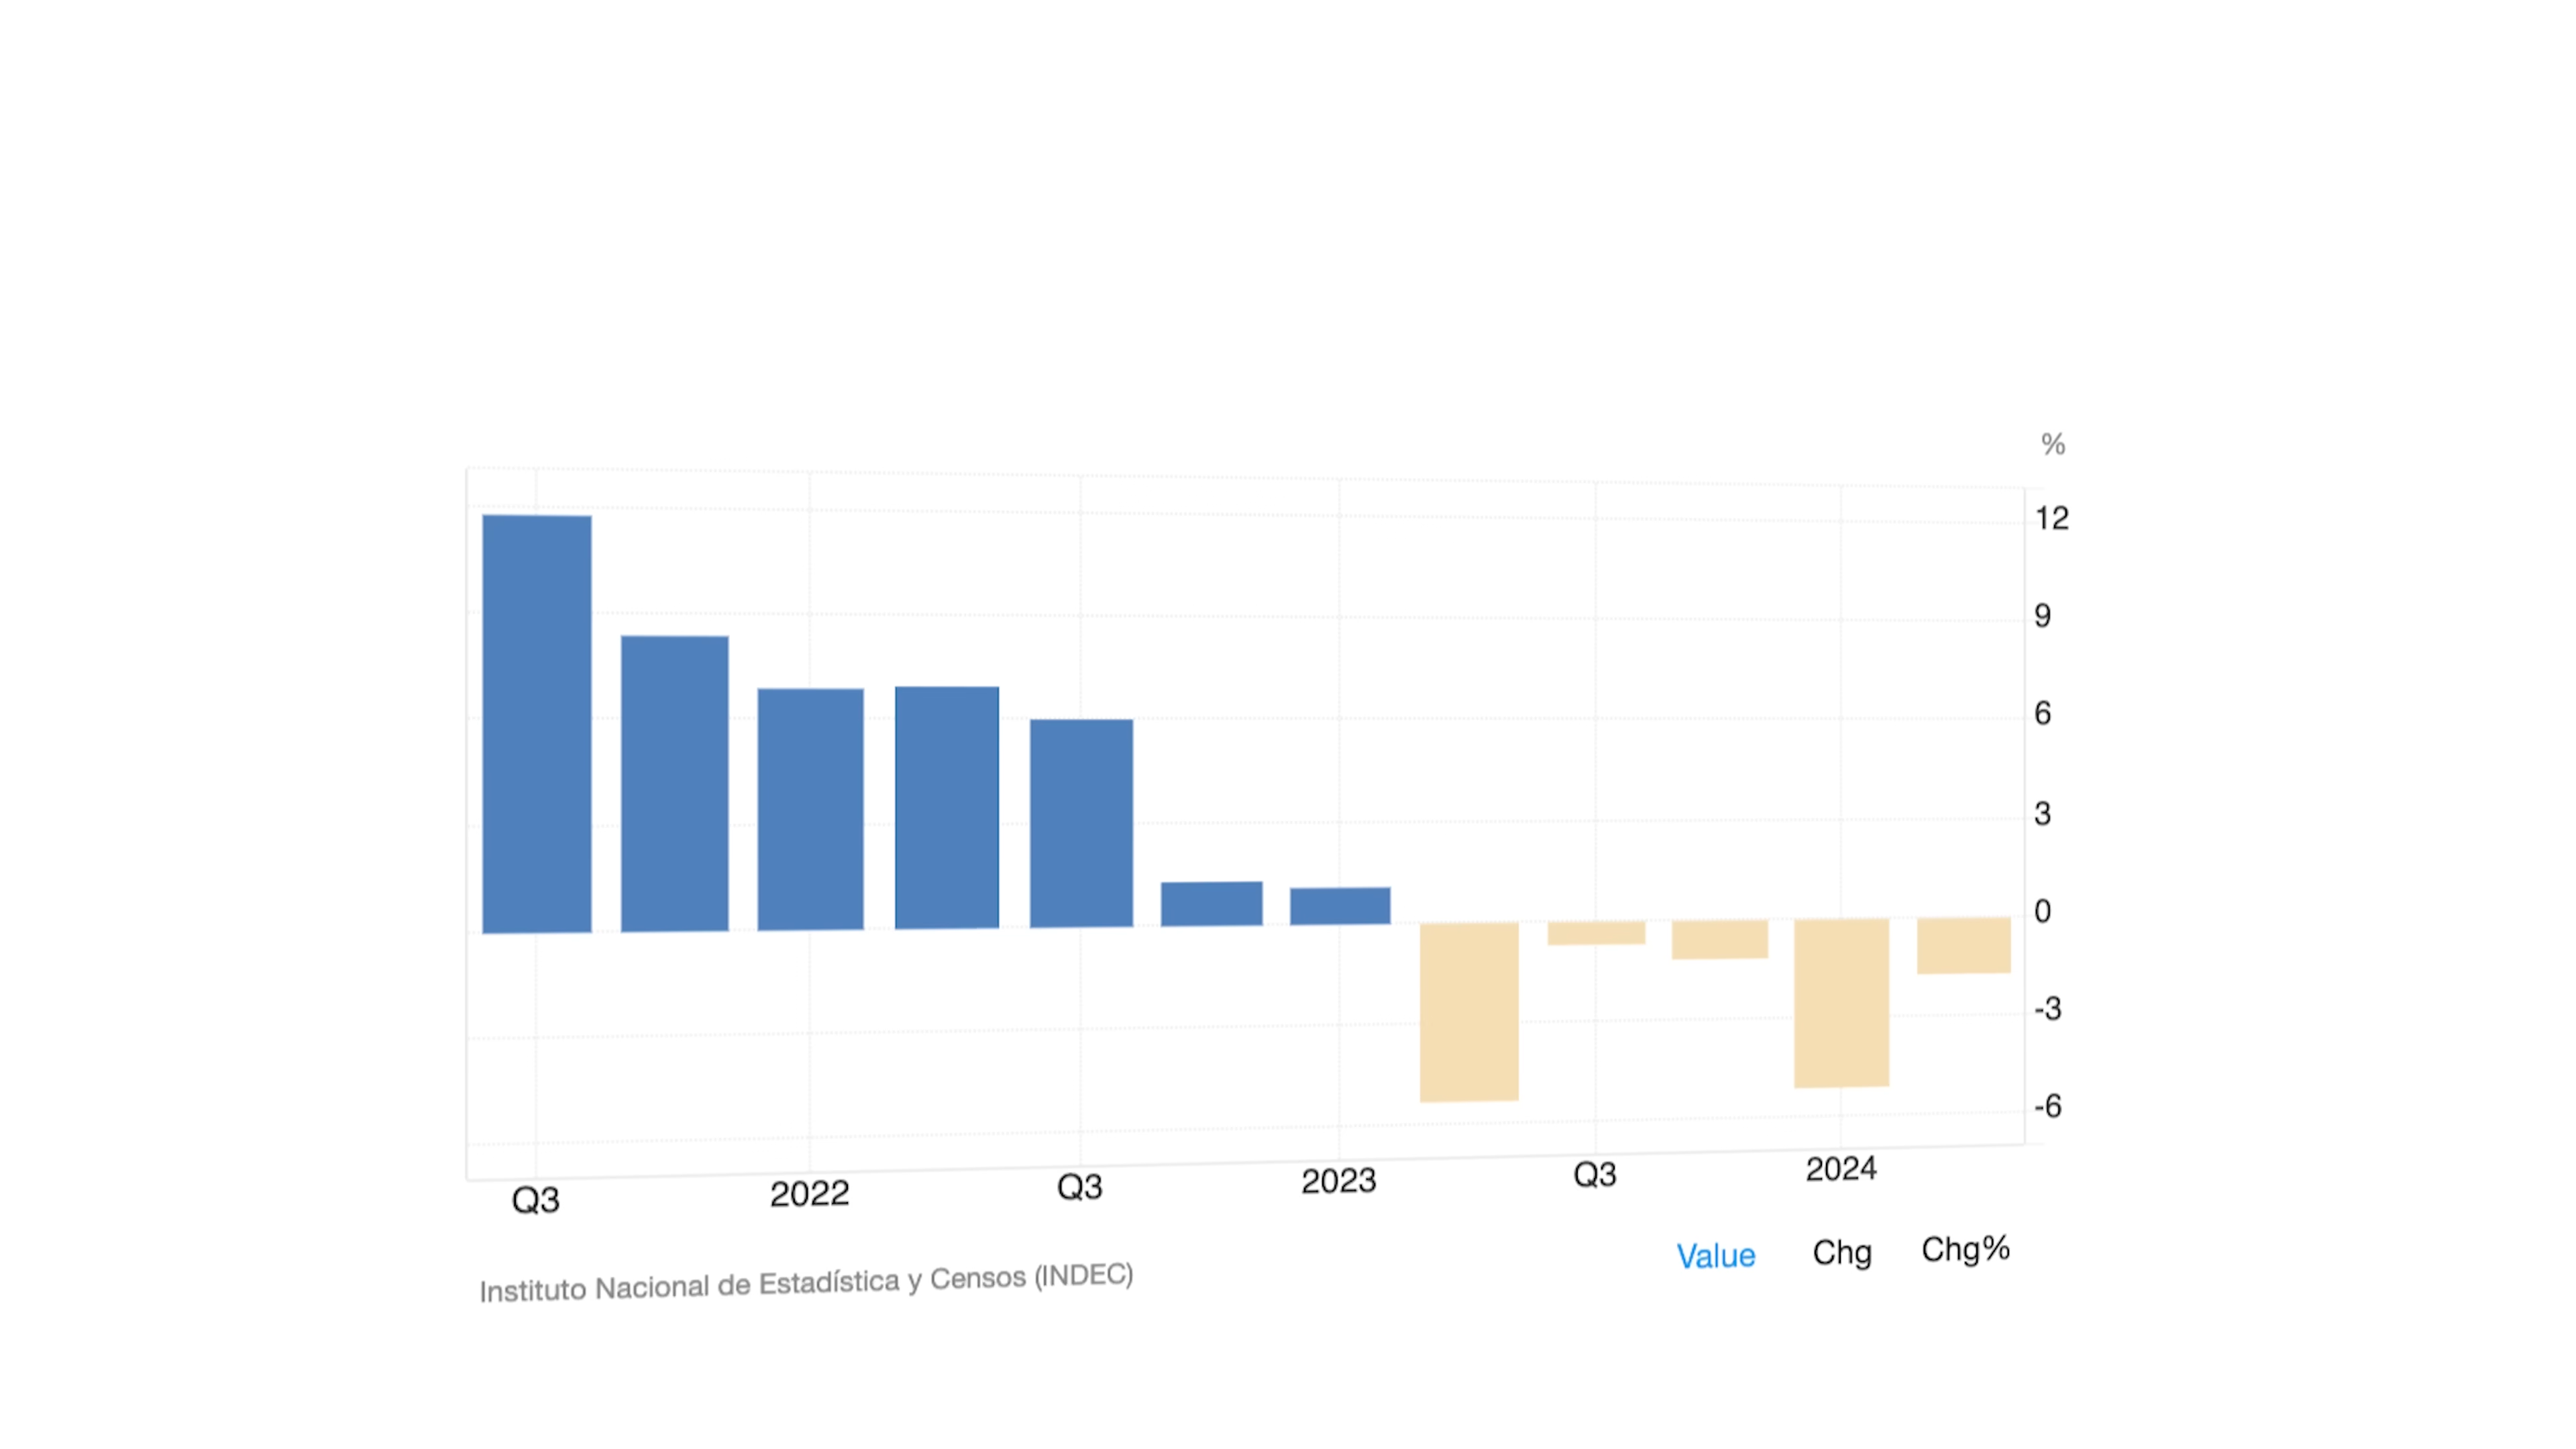 %
12
9
6
3
0
-3
-6
Q3 2022 Q3 2023 Q3 2024
Value Chg Chg%
Instituto Nacional de Estadística y Censos (INDEC)